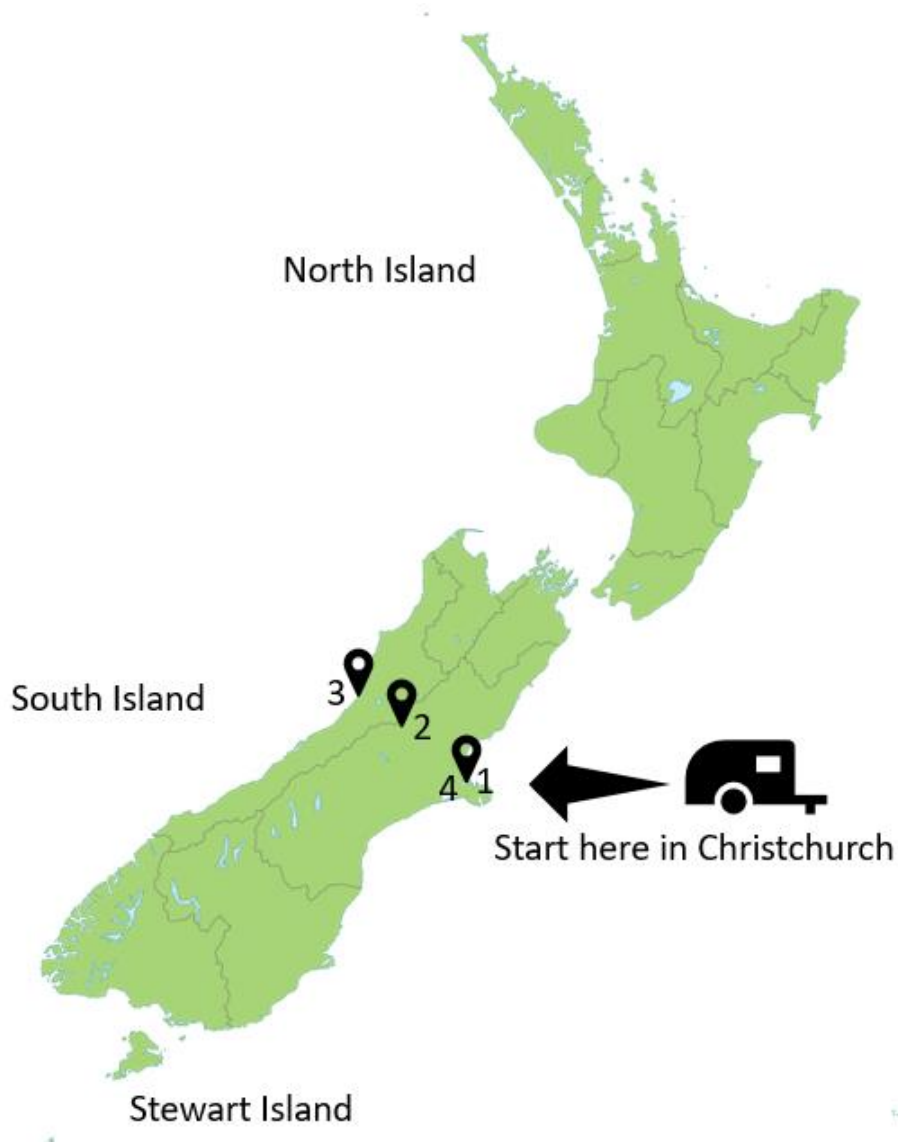 North Island
South Island
3
2
4
1
Start here in Christchurch
Stewart Island